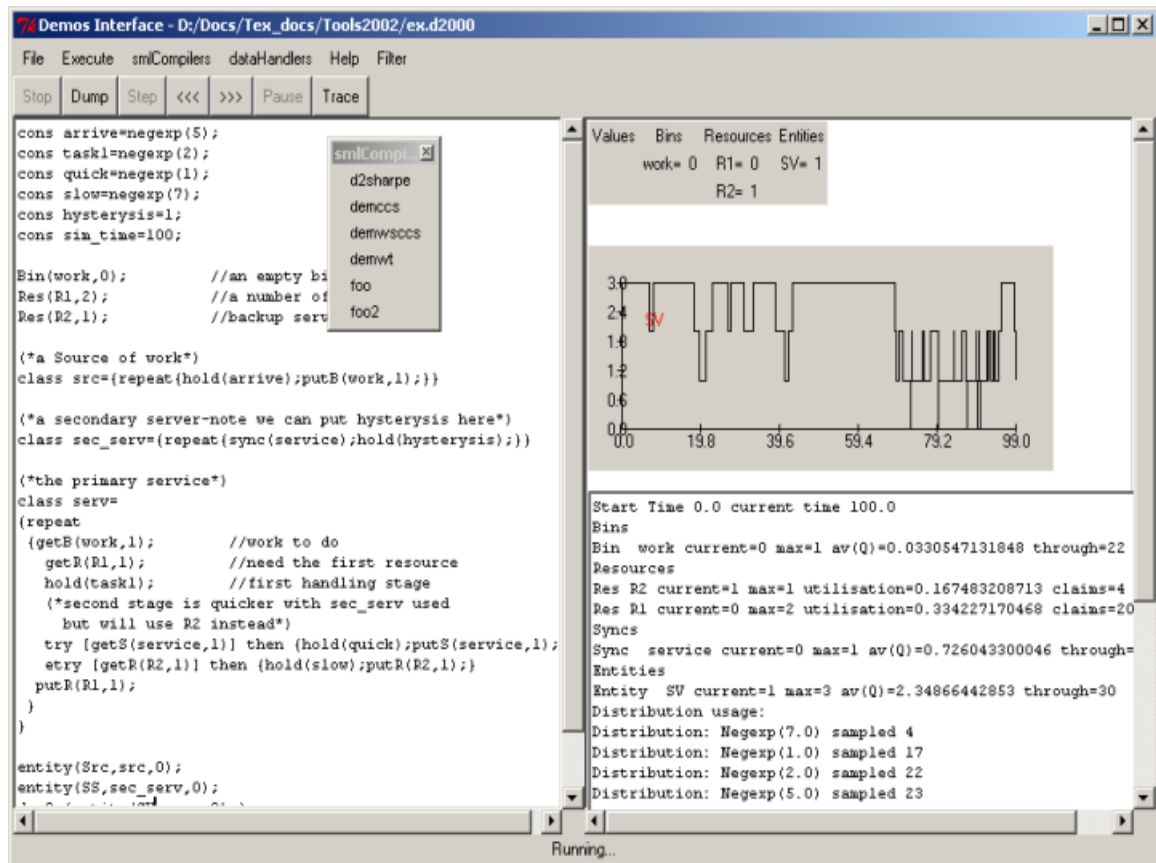 Demos Interface - D:/Docs/Tex_docs/Tools2002/ex.d2000
File Execute smlCompilers dataHandlers Help Filter
Stop Dump Step <<< >>> Pause Trace
cons arrive=negexp(5);
cons task1=negexp(2);
cons quick=negexp(1);
cons slow=negexp(7);
cons hysterysis=1;
cons sim_time=100;
Bin(work,0); //an empty bi
Res(R1,2); //a number of
Res(R2,1); //backup serv
(*a Source of work*)
class src={repeat{hold(arrive);putB(work,1);}}
(*a secondary server-note we can put hysterysis here*)
class sec_serv={repeat{sync(service);hold(hysterysis);}}
(*the primary service*)
class serv=
{repeat
{getB(work,1); //work to do
getR(R1,1); //need the first resource
hold(task1); //first handling stage
(*second stage is quicker with sec_serv used
but will use R2 instead*)
try [getS(service,1)] then {hold(quick);putS(service,1);
etry [getR(R2,1)] then {hold(slow);putR(R2,1);}
putR(R1,1);
}
}
entity(Src,src,0);
entity(SS,sec_serv,0);
smlCompi...
d2sharpe
demccs
demwsccs
demwt
foo
foo2
Values Bins Resources Entities
work= 0 R1= 0 SV= 1
R2= 1
3.0
2.4
SV
1.8
1.2
0.6
0.0
0.0 19.8 39.6 59.4 79.2 99.0
Start Time 0.0 current time 100.0
Bins
Bin work current=0 max=1 av(Q)=0.0330547131848 through=22
Resources
Res R2 current=1 max=1 utilisation=0.167483208713 claims=4
Res R1 current=0 max=2 utilisation=0.334227170468 claims=20
Syncs
Sync service current=0 max=1 av(Q)=0.726043300046 through=
Entities
Entity SV current=1 max=3 av(Q)=2.34866442853 through=30
Distribution usage:
Distribution: Negexp(7.0) sampled 4
Distribution: Negexp(1.0) sampled 17
Distribution: Negexp(2.0) sampled 22
Distribution: Negexp(5.0) sampled 23
Running...